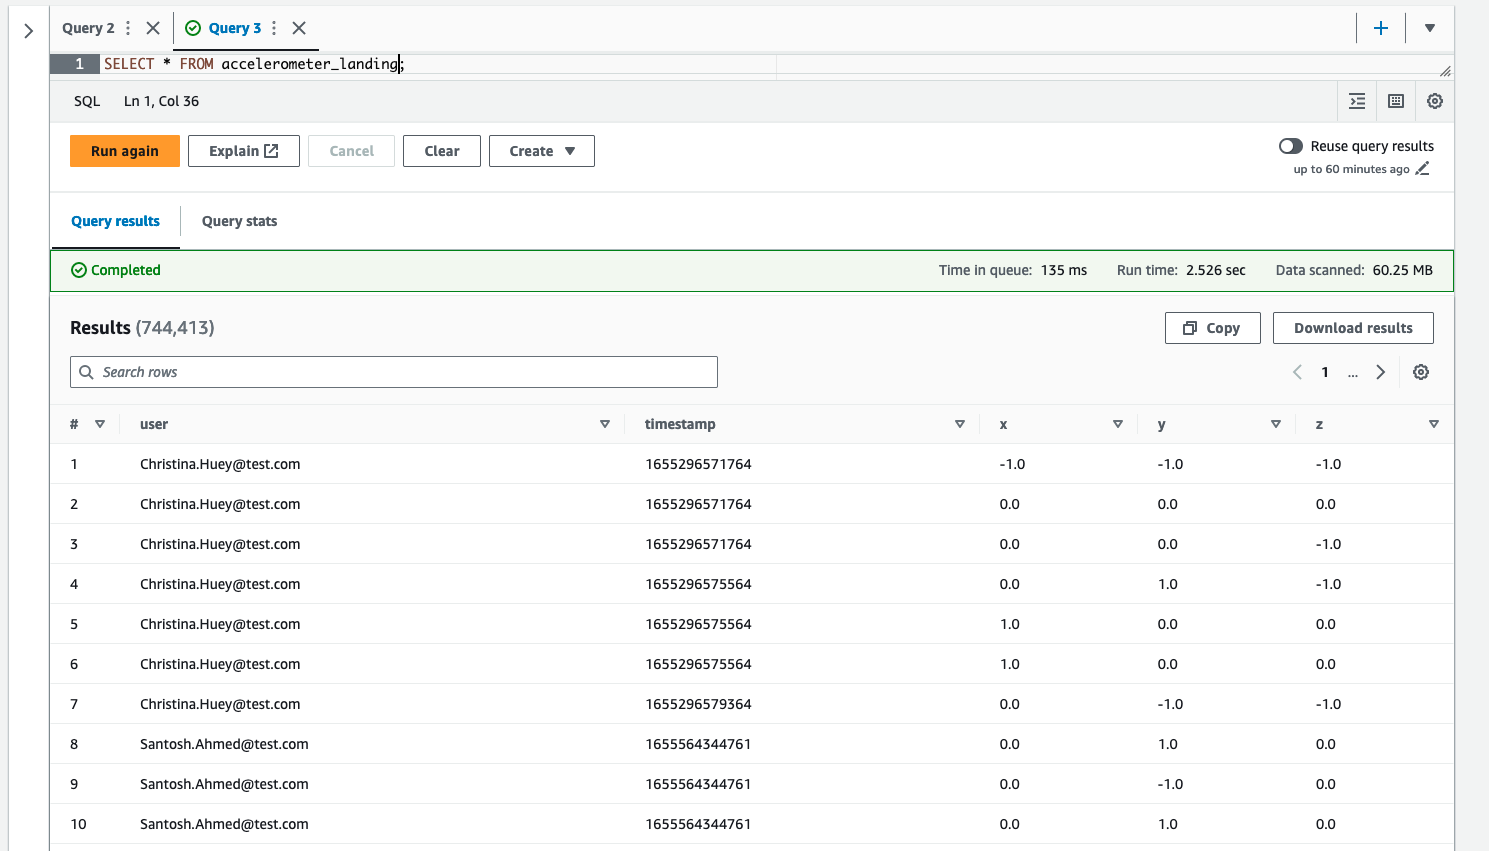 Query 2 Query 3
1 SELECT * FROM accelerometer_landing;
SQL Ln 1, Col 36
Run again Explain Cancel Clear Create Reuse query results
up to 60 minutes ago
Query results Query stats
Completed Time in queue: 135 ms Run time: 2.526 sec Data scanned: 60.25 MB
Results (744,413) Copy Download results
Search rows 1 ...
# user timestamp x y z
1 Christina.Huey@test.com 1655296571764 -1.0 -1.0 -1.0
2 Christina.Huey@test.com 1655296571764 0.0 0.0 0.0
3 Christina.Huey@test.com 1655296571764 0.0 0.0 -1.0
4 Christina.Huey@test.com 1655296575564 0.0 1.0 -1.0
5 Christina.Huey@test.com 1655296575564 1.0 0.0 0.0
6 Christina.Huey@test.com 1655296575564 1.0 0.0 0.0
7 Christina.Huey@test.com 1655296579364 0.0 -1.0 -1.0
8 Santosh.Ahmed@test.com 1655564344761 0.0 1.0 0.0
9 Santosh.Ahmed@test.com 1655564344761 0.0 -1.0 0.0
10 Santosh.Ahmed@test.com 1655564344761 0.0 1.0 0.0